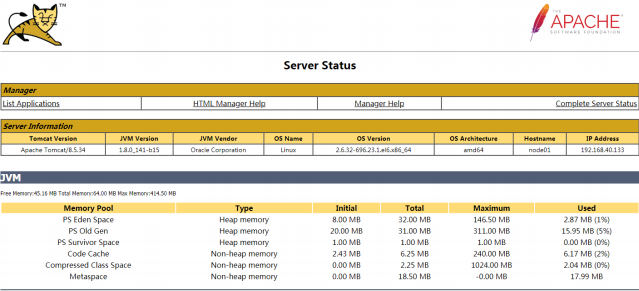 TM
THE
APACHE
SOFTWARE FOUNDATION
Server Status
Manager
List Applications HTML Manager Help Manager Help Complete Server Status
Server Information
Tomcat Version JVM Version JVM Vendor OS Name OS Version OS Architecture Hostname IP Address
Apache Tomcat/8.5.34 1.8.0_141-b15 Oracle Corporation Linux 2.6.32-696.23.1.el6.x86_64 amd64 node01 192.168.40.133
JVM
Free Memory:45.16 MB Total Memory:64.00 MB Max Memory:414.50 MB
Memory Pool Type Initial Total Maximum Used
PS Eden Space Heap memory 8.00 MB 32.00 MB 146.50 MB 2.87 MB (1%)
PS Old Gen Heap memory 20.00 MB 31.00 MB 311.00 MB 15.95 MB (5%)
PS Survivor Space Heap memory 1.00 MB 1.00 MB 1.00 MB 0.00 MB (0%)
Code Cache Non-heap memory 2.43 MB 6.25 MB 240.00 MB 6.17 MB (2%)
Compressed Class Space Non-heap memory 0.00 MB 2.25 MB 1024.00 MB 2.04 MB (0%)
Metaspace Non-heap memory 0.00 MB 18.50 MB -0.00 MB 17.99 MB